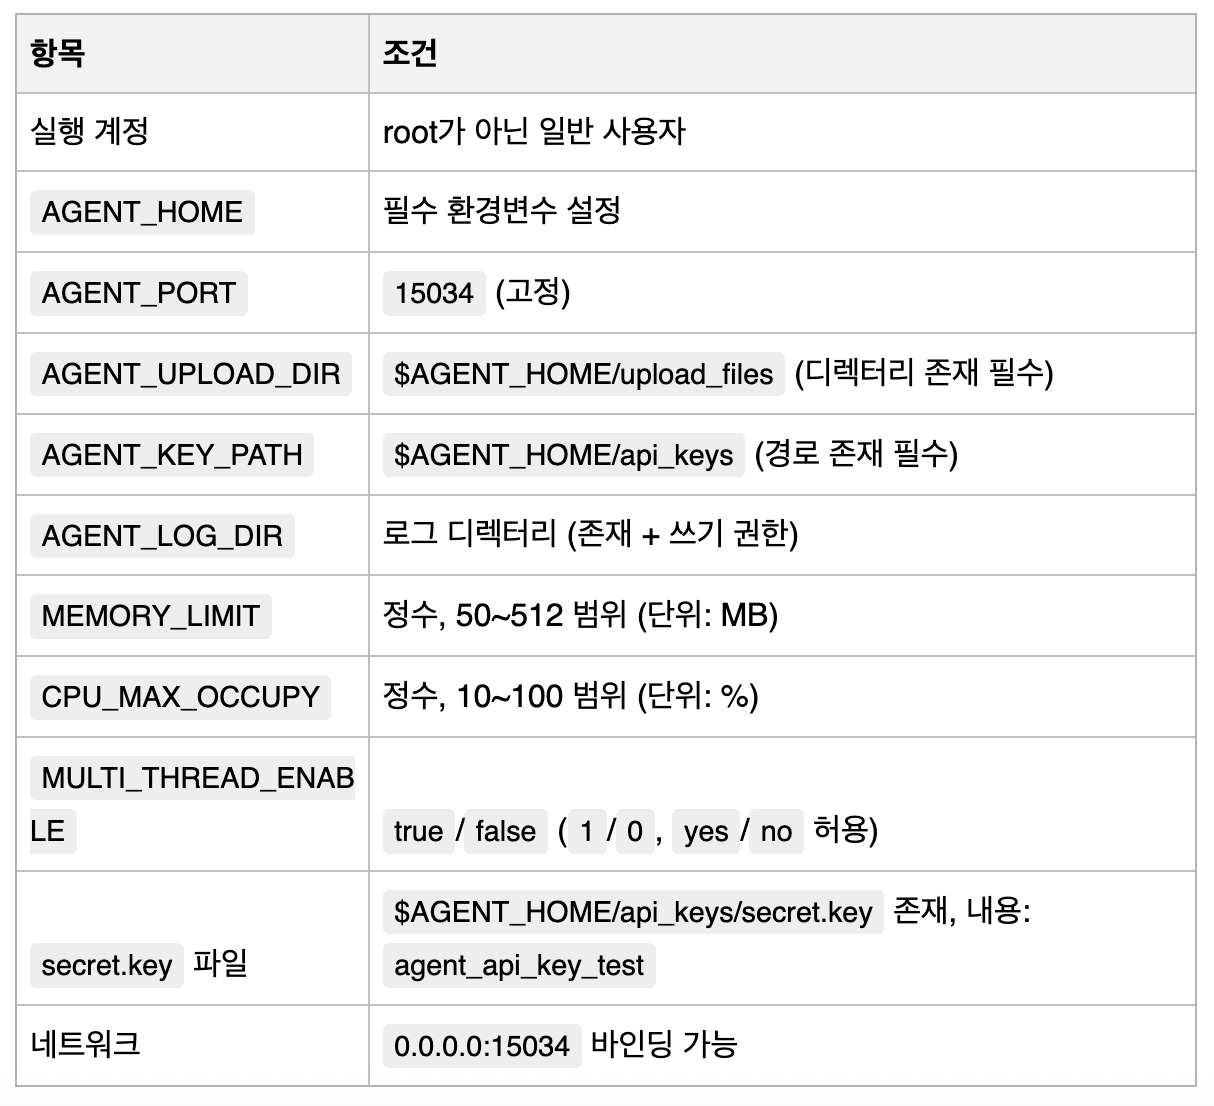 항목 조건
실행 계정 root가 아닌 일반 사용자
AGENT_HOME 필수 환경변수 설정
AGENT_PORT 15034 (고정)
AGENT_UPLOAD_DIR $AGENT_HOME/upload_files (디렉터리 존재 필수)
AGENT_KEY_PATH $AGENT_HOME/api_keys (경로 존재 필수)
AGENT_LOG_DIR 로그 디렉터리 (존재 + 쓰기 권한)
MEMORY_LIMIT 정수, 50~512 범위 (단위: MB)
CPU_MAX_OCCUPY 정수, 10~100 범위 (단위: %)
MULTI_THREAD_ENAB
LE true / false ( 1 / 0 , yes / no 허용)
$AGENT_HOME/api_keys/secret.key 존재, 내용:
secret.key 파일 agent_api_key_test
네트워크 0.0.0.0:15034 바인딩 가능